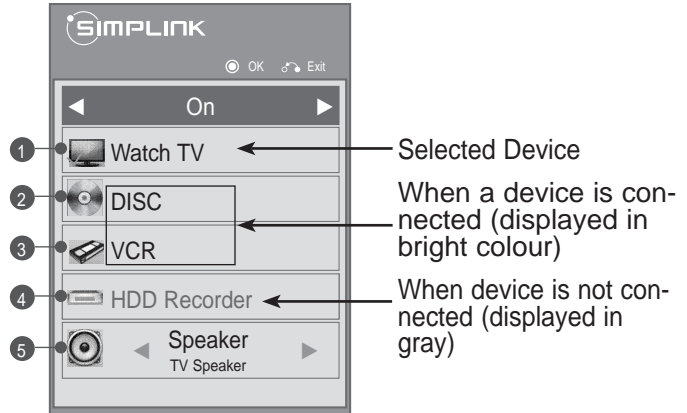 SIMPLINK
OK Exit
On
1 Watch TV
Selected Device
2 DISC
When a device is con-
nected (displayed in
bright colour)
3 VCR
4 HDD Recorder
When device is not con-
nected (displayed in
gray)
5 Speaker
TV Speaker